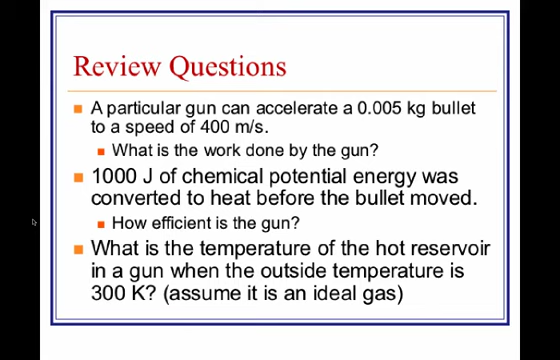 Review Questions
A particular gun can accelerate a 0.005 kg bullet
to a speed of 400 m/s.
What is the work done by the gun?
1000 J of chemical potential energy was
converted to heat before the bullet moved.
How efficient is the gun?
What is the temperature of the hot reservoir
in a gun when the outside temperature is
300 K? (assume it is an ideal gas)